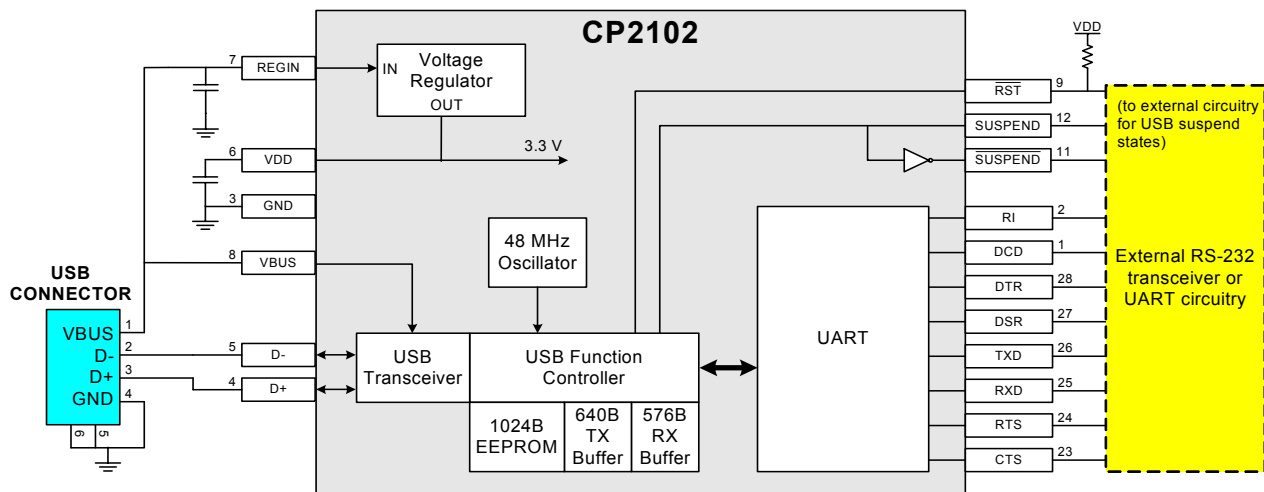 CP2102
VDD
7
REGIN
IN
Voltage
Regulator
OUT
RST
9
(to external circuitry
for USB suspend
states)
SUSPEND
12
SUSPEND
11
6
VDD
3.3 V
3
GND
48 MHz
Oscillator
8
VBUS
USB
CONNECTOR
VBUS
1
D-
2
D+
3
GND
4
6
5
5
D-
4
D+
USB
Transceiver
USB Function
Controller
1024B
EEPROM
640B
TX
Buffer
576B
RX
Buffer
UART
RI
2
DCD
1
DTR
28
DSR
27
TXD
26
RXD
25
RTS
24
CTS
23
External RS-232
transceiver or
UART circuitry